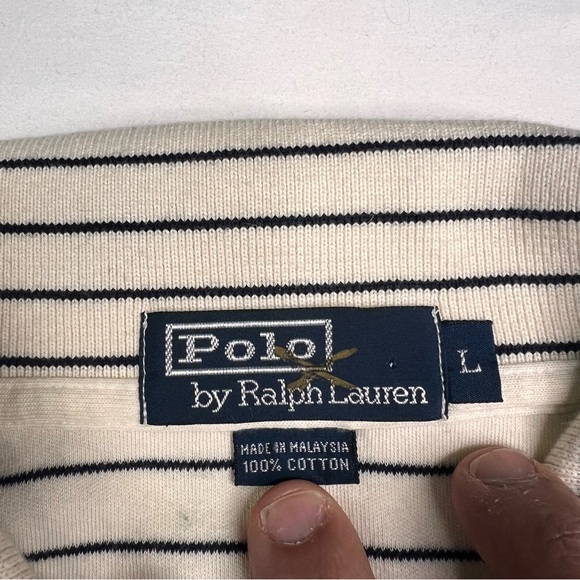 Polo
by Ralph Lauren
L
MADE IN MALAYSIA
100% COTTON